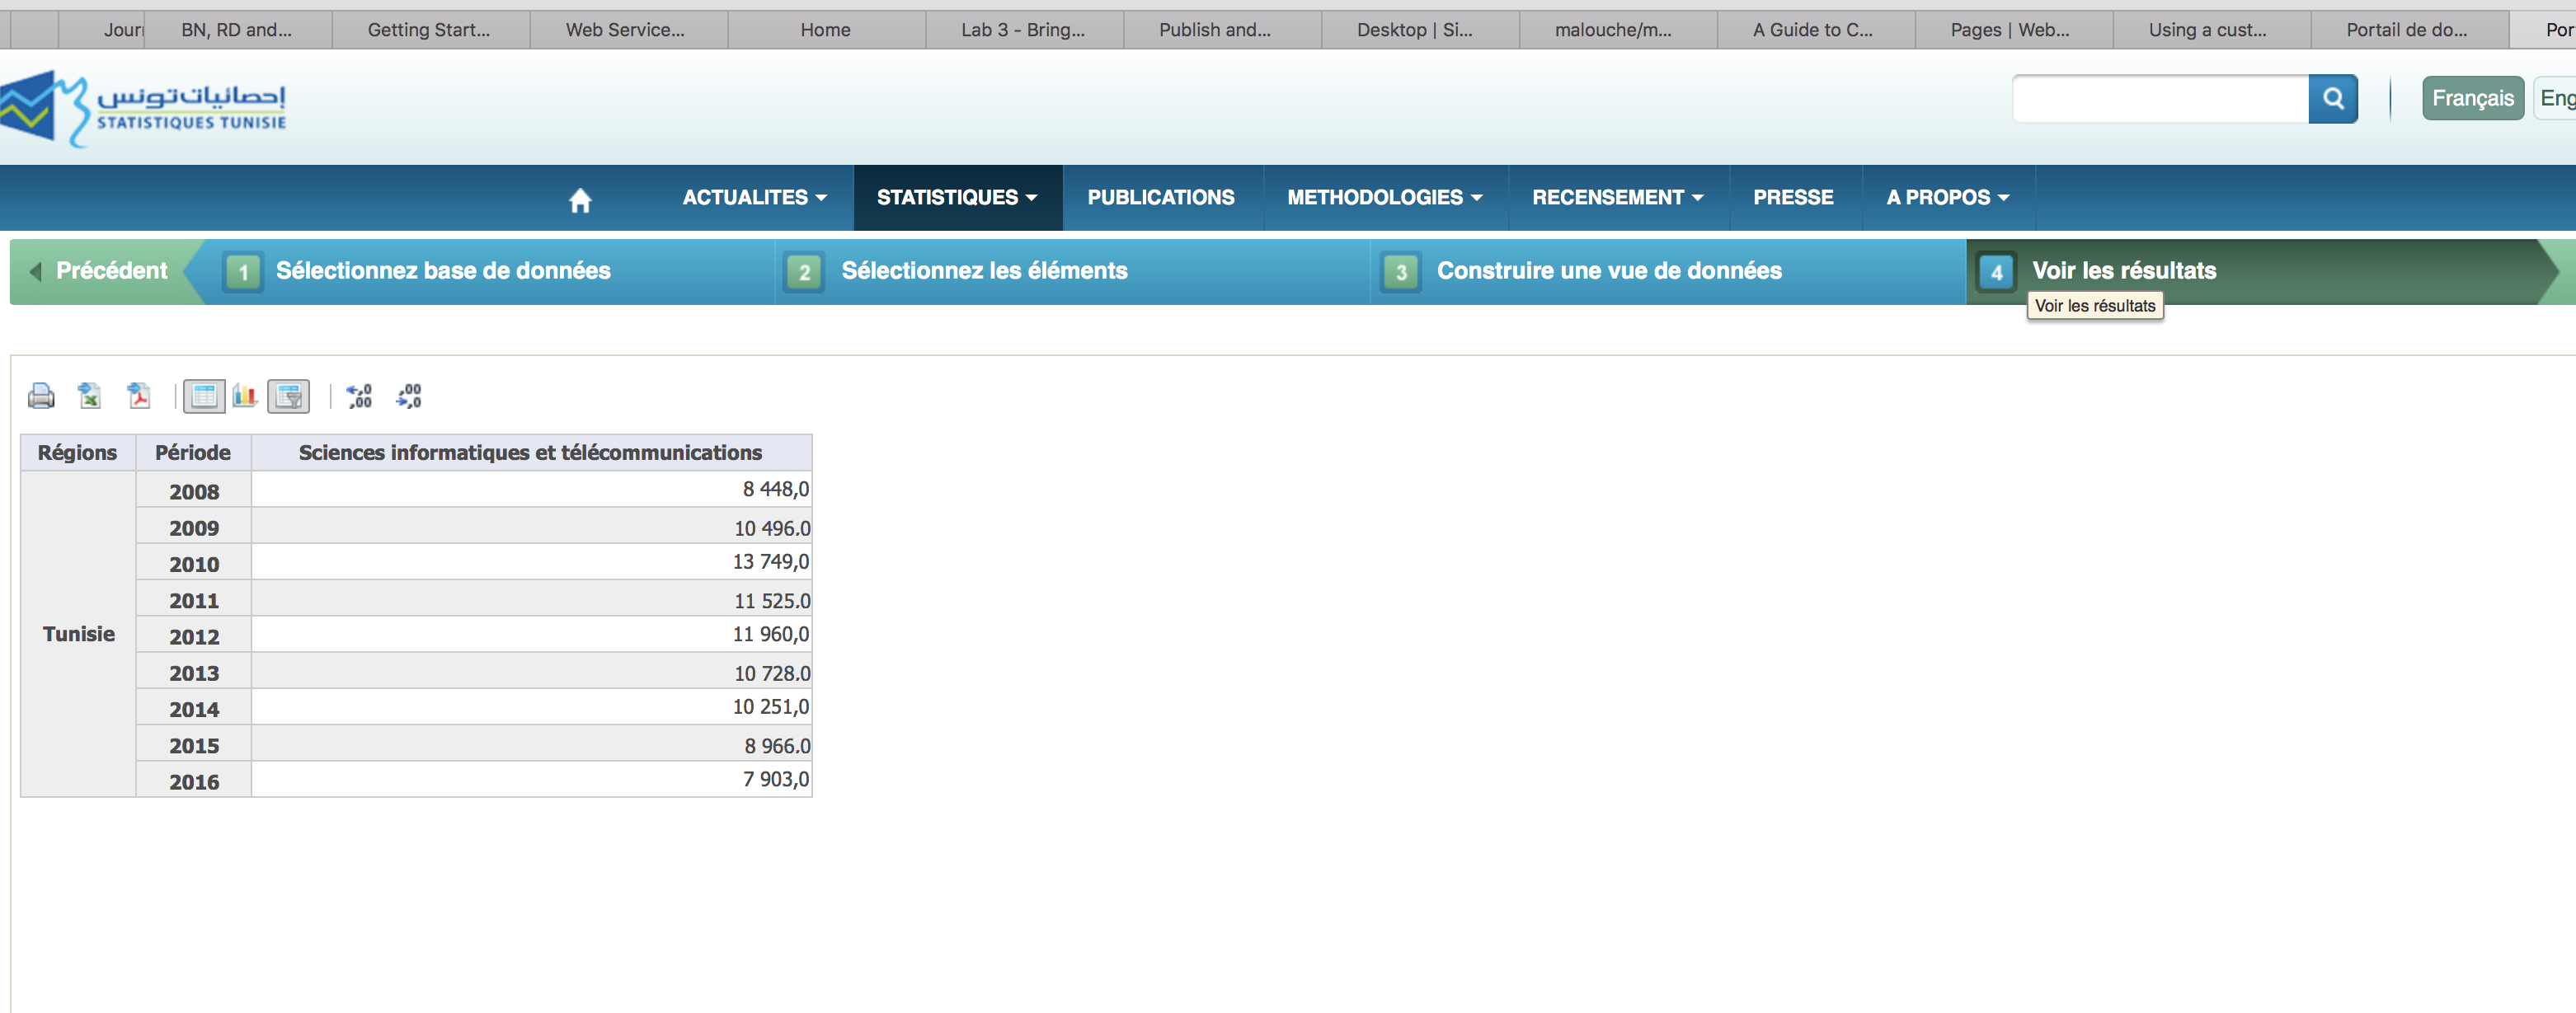 Jour BN, RD and... Getting Start... Web Service... Home Lab 3 - Bring... Publish and... Desktop | Si... malouche/m... A Guide to C... Pages | Web... Using a cust... Portail de do... Por
إحصائيات تونس
STATISTIQUES TUNISIE
Français Eng
ACTUALITES STATISTIQUES PUBLICATIONS METHODOLOGIES RECENSEMENT PRESSE A PROPOS
Précédent 1 Sélectionnez base de données 2 Sélectionnez les éléments 3 Construire une vue de données 4 Voir les résultats
Voir les résultats
Régions Période Sciences informatiques et télécommunications
Tunisie
2008 8 448,0
2009 10 496.0
2010 13 749,0
2011 11 525.0
2012 11 960,0
2013 10 728.0
2014 10 251,0
2015 8 966.0
2016 7 903,0